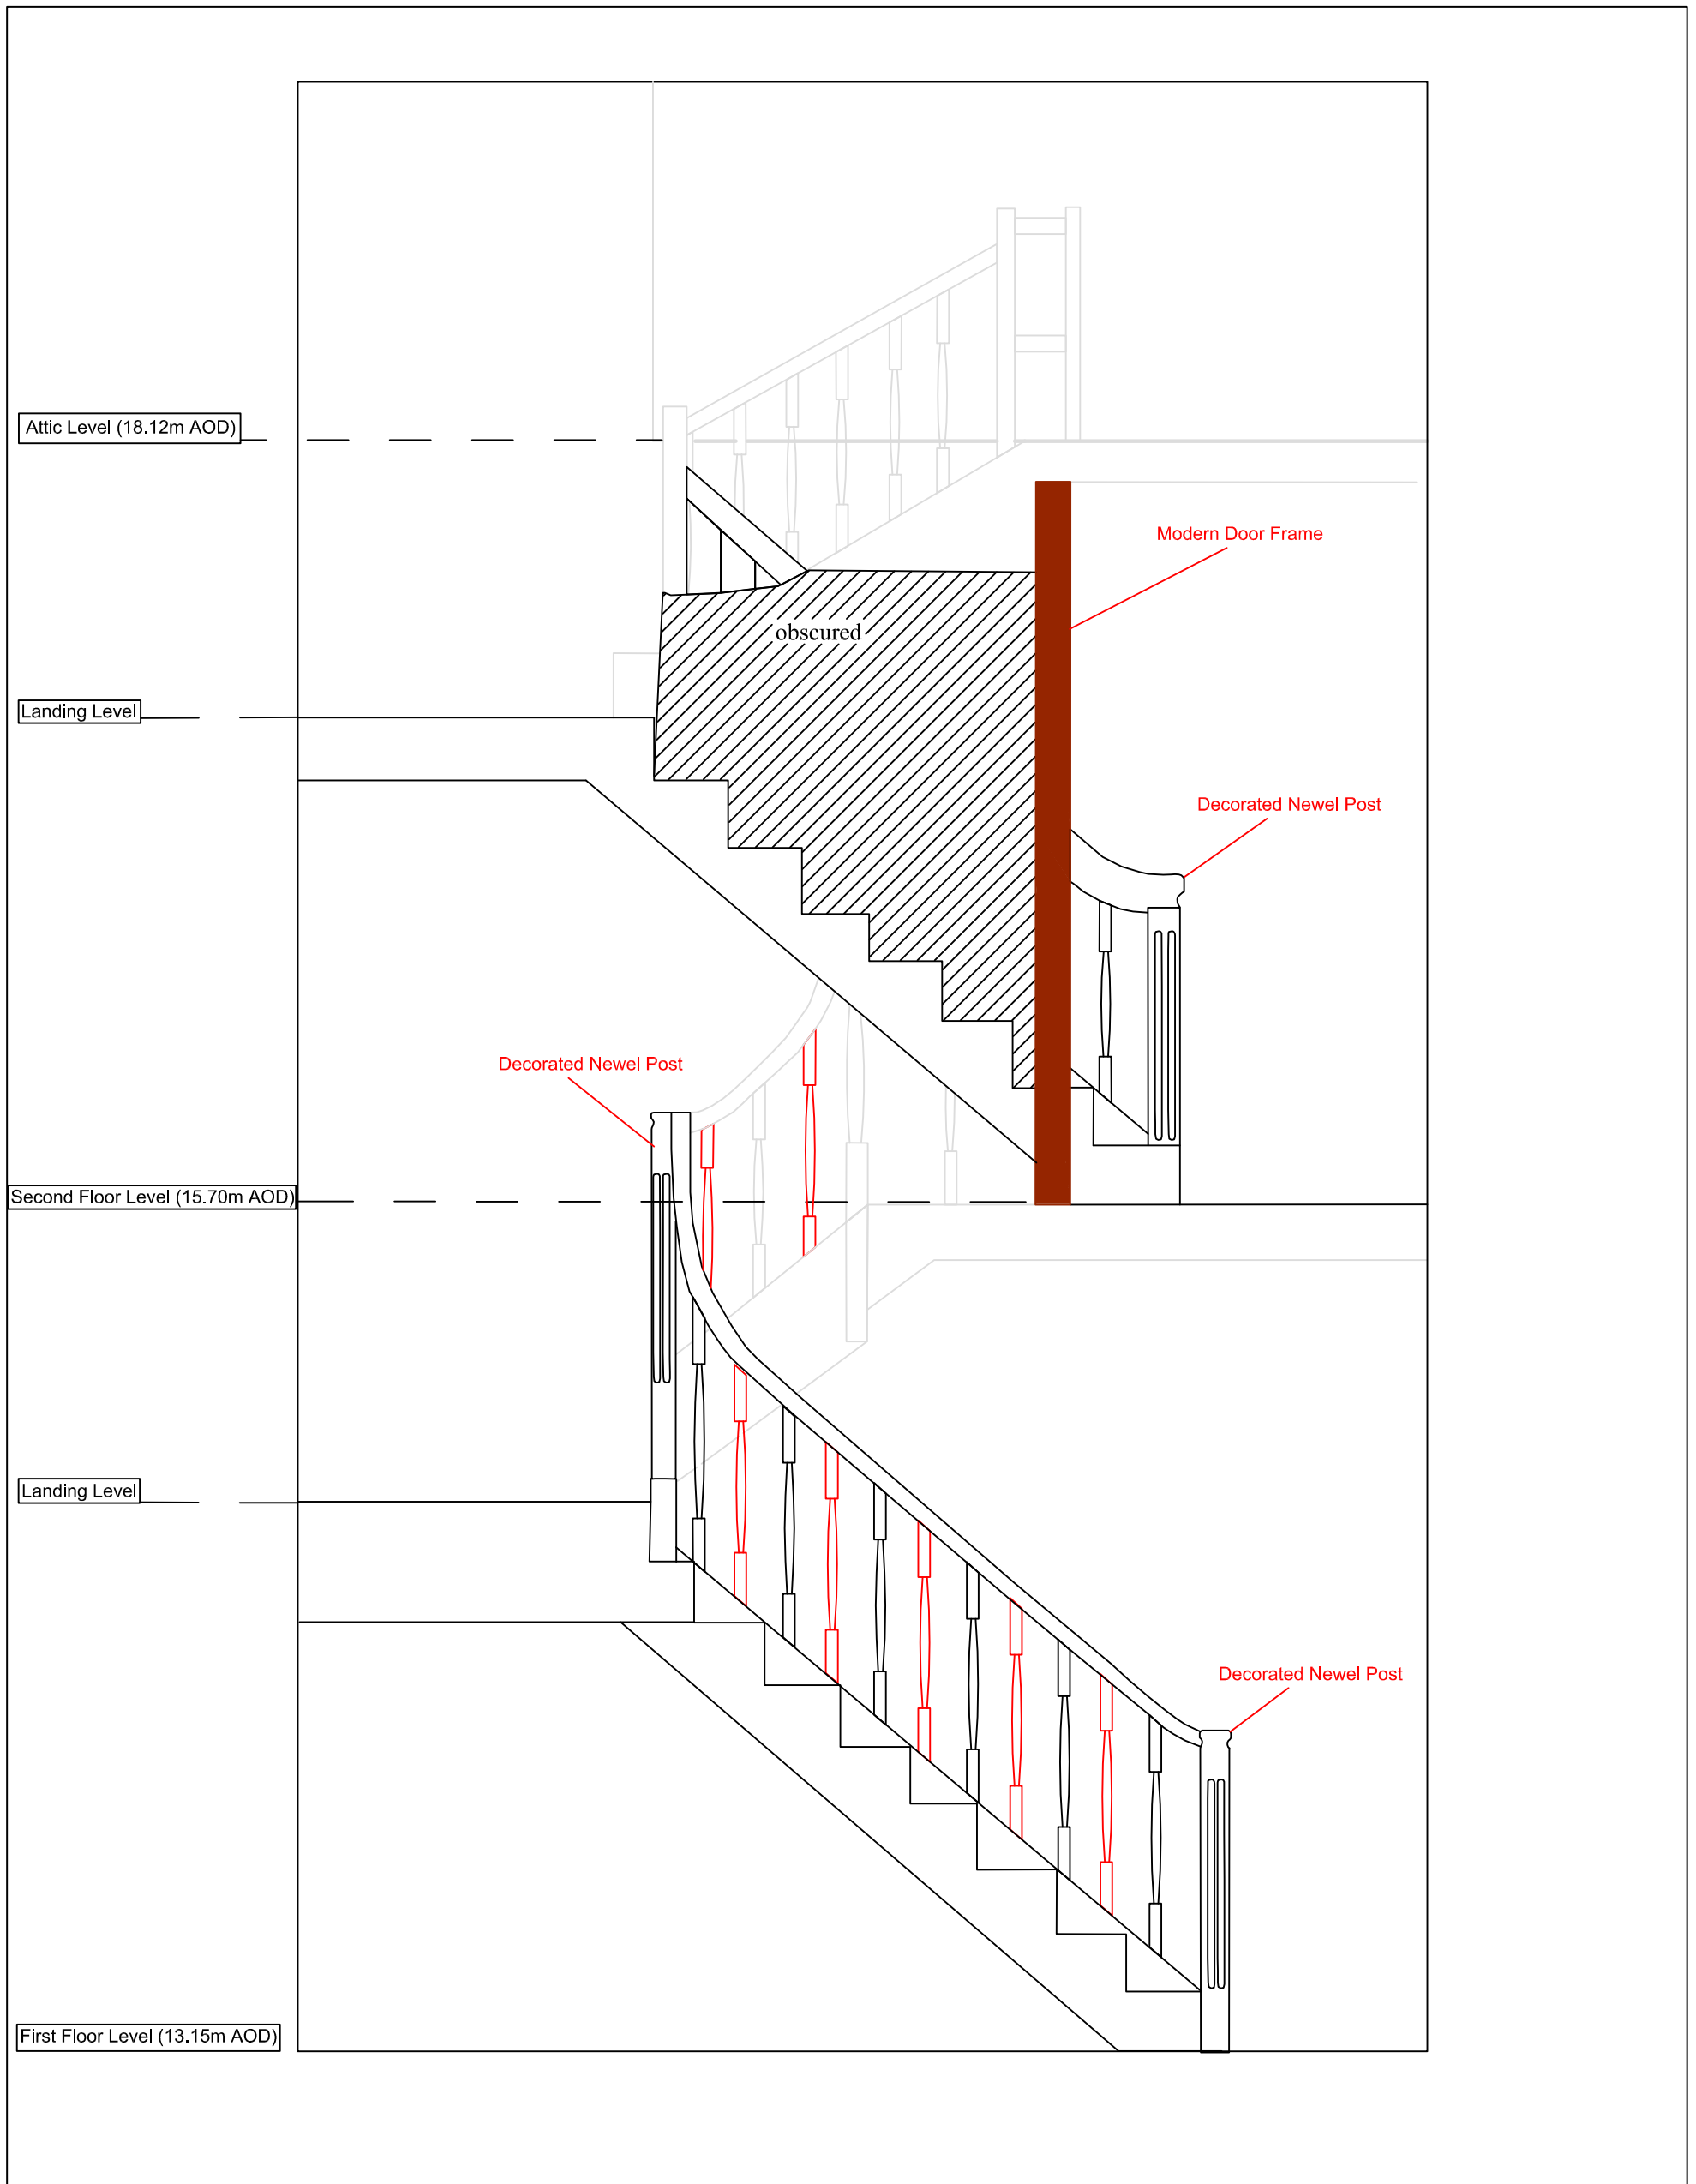 Attic Level (18.12m AOD)
Modern Door Frame
obscured
Landing Level
Decorated Newel Post
Decorated Newel Post
Second Floor Level (15.70m AOD)
Landing Level
Decorated Newel Post
First Floor Level (13.15m AOD)